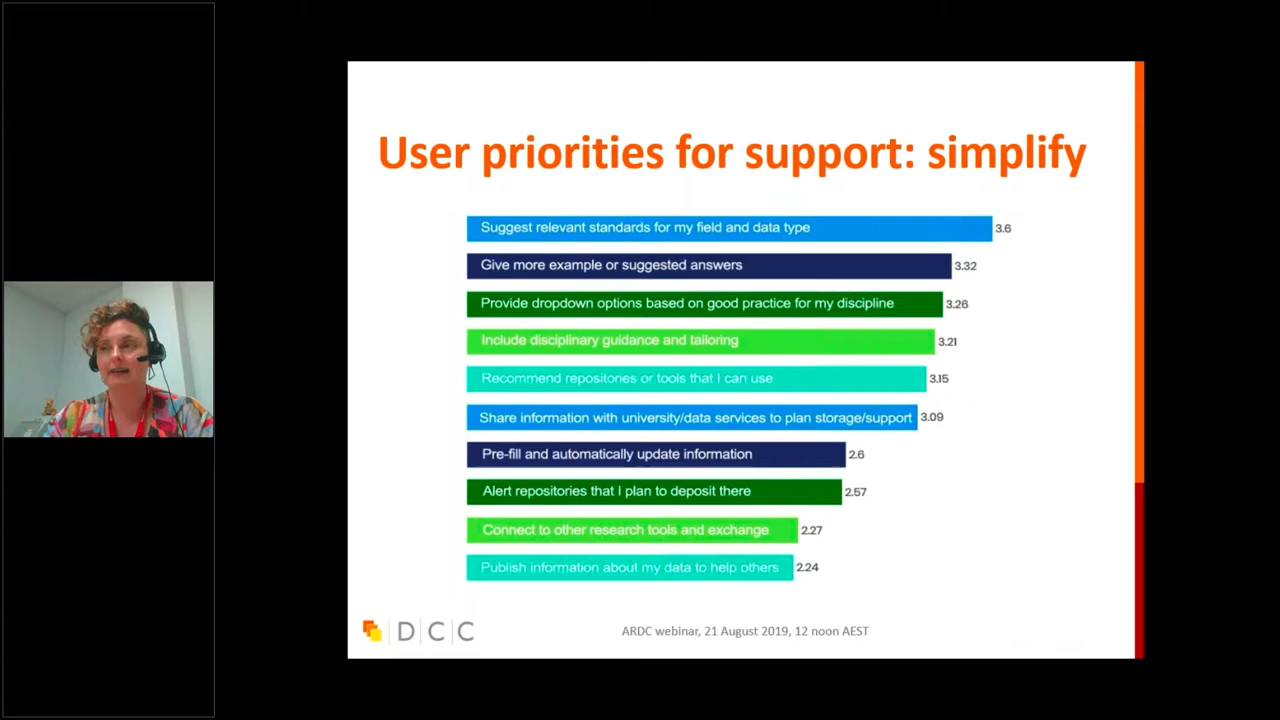 User priorities for support: simplify
Suggest relevant standards for my field and data type 3.6
Give more example or suggested answers 3.32
Provide dropdown options based on good practice for my discipline 3.26
Include disciplinary guidance and tailoring 3.21
Recommend repositories or tools that I can use 3.15
Share information with university/data services to plan storage/support 3.09
Pre-fill and automatically update information 2.6
Alert repositories that I plan to deposit there 2.57
Connect to other research tools and exchange 2.27
Publish information about my data to help others 2.24
DCC ARDC webinar, 21 August 2019, 12 noon AEST